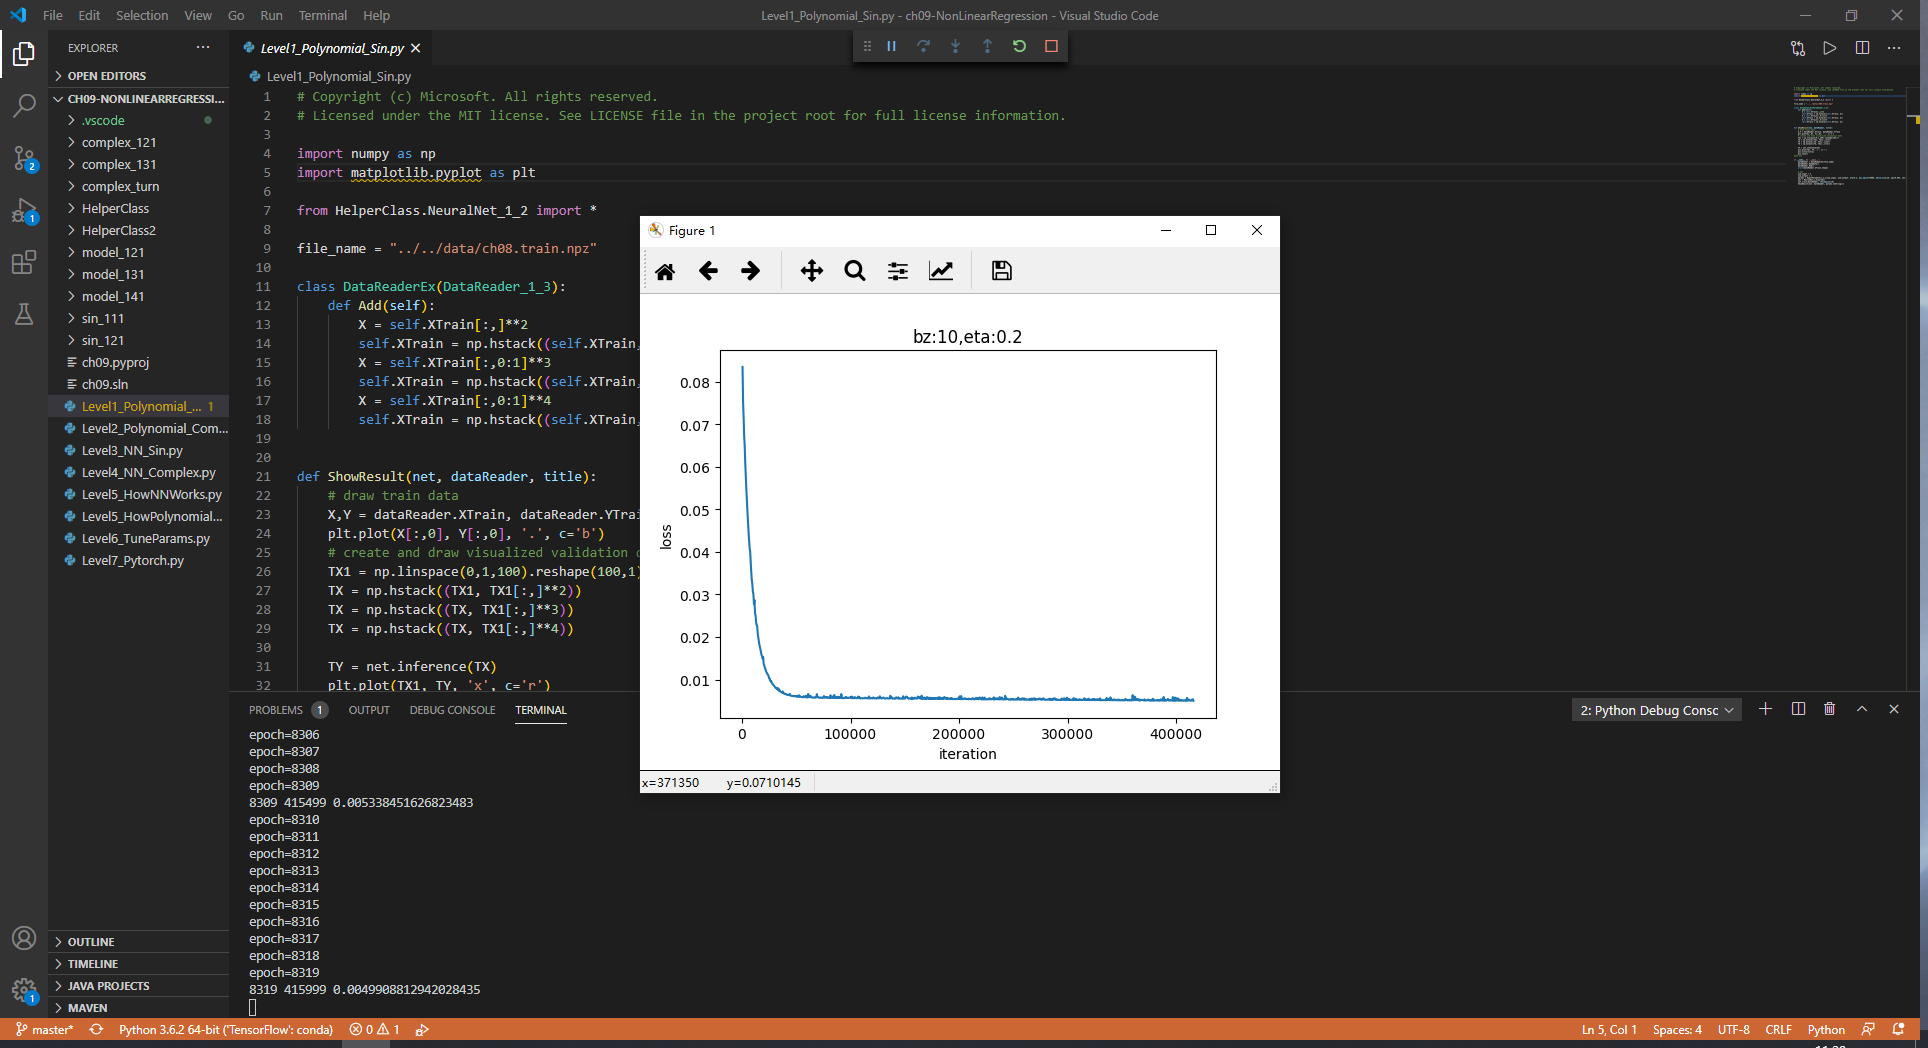 File Edit Selection View Go Run Terminal Help
Level1_Polynomial_Sin.py - ch09-NonLinearRegression - Visual Studio Code
EXPLORER
OPEN EDITORS
CH09-NONLINEARREGRESSI...
.vscode
complex_121
complex_131
complex_turn
HelperClass
HelperClass2
model_121
model_131
model_141
sin_111
sin_121
ch09.pyproj
ch09.sln
Level1_Polynomial_... 1
Level2_Polynomial_Com...
Level3_NN_Sin.py
Level4_NN_Complex.py
Level5_HowNNWorks.py
Level5_HowPolynomial...
Level6_TuneParams.py
Level7_Pytorch.py
OUTLINE
TIMELINE
JAVA PROJECTS
MAVEN
2
1
1
Level1_Polynomial_Sin.py
Level1_Polynomial_Sin.py
1 # Copyright (c) Microsoft. All rights reserved.
2 # Licensed under the MIT license. See LICENSE file in the project root for full license information.
3
4 import numpy as np
5 import matplotlib.pyplot as plt
6
7 from HelperClass.NeuralNet_1_2 import *
8
9 file_name = "../../data/ch08.train.npz"
10
11 class DataReaderEx(DataReader_1_3):
12 def Add(self):
13 X = self.XTrain[:,]**2
14 self.XTrain = np.hstack((self.XTrain,
15 X = self.XTrain[:,0:1]**3
16 self.XTrain = np.hstack((self.XTrain,
17 X = self.XTrain[:,0:1]**4
18 self.XTrain = np.hstack((self.XTrain,
19
20
21 def ShowResult(net, dataReader, title):
22 # draw train data
23 X,Y = dataReader.XTrain, dataReader.YTrai
24 plt.plot(X[:,0], Y[:,0], '.', c='b')
25 # create and draw visualized validation d
26 TX1 = np.linspace(0,1,100).reshape(100,1)
27 TX = np.hstack((TX1, TX1[:,]**2))
28 TX = np.hstack((TX, TX1[:,]**3))
29 TX = np.hstack((TX, TX1[:,]**4))
30
31 TY = net.inference(TX)
32 plt.plot(TX1, TY, 'x', c='r')
Figure 1
bz:10,eta:0.2
0.08
0.07
0.06
0.05
0.04
0.03
0.02
0.01
loss
0 100000 200000 300000 400000
iteration
x=371350 y=0.0710145
PROBLEMS 1 OUTPUT DEBUG CONSOLE TERMINAL
2: Python Debug Consc
epoch=8306
epoch=8307
epoch=8308
epoch=8309
8309 415499 0.005338451626823483
epoch=8310
epoch=8311
epoch=8312
epoch=8313
epoch=8314
epoch=8315
epoch=8316
epoch=8317
epoch=8318
epoch=8319
8319 415999 0.0049908812942028435
master* Python 3.6.2 64-bit ('TensorFlow': conda) 0 1
Ln 5, Col 1 Spaces: 4 UTF-8 CRLF Python